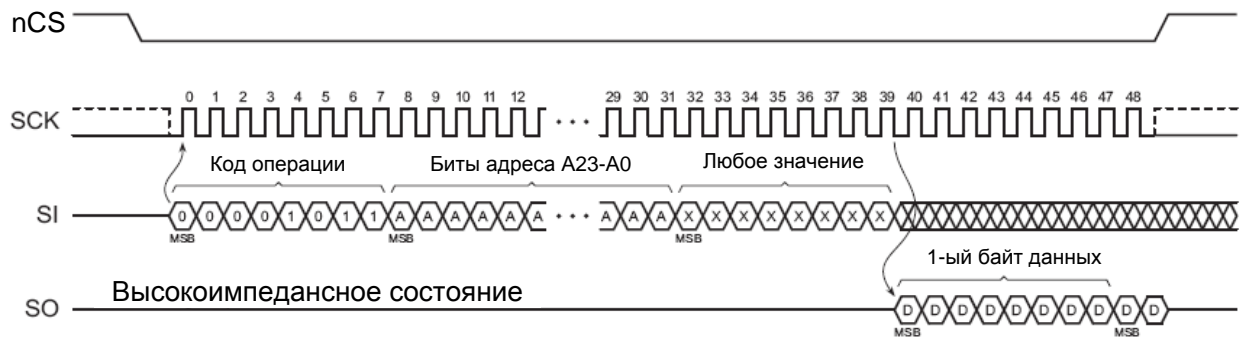 nCS
0 1 2 3 4 5 6 7 8 9 10 11 12 29 30 31 32 33 34 35 36 37 38 39 40 41 42 43 44 45 46 47 48
SCK
Код операции Биты адреса A23-A0 Любое значение
SI 0 0 0 0 1 0 1 1 A A A A A A A A A X X X X X X X X
MSB MSB MSB
1-ый байт данных
Высокоимпедансное состояние
SO D D D D D D D D D D
MSB MSB